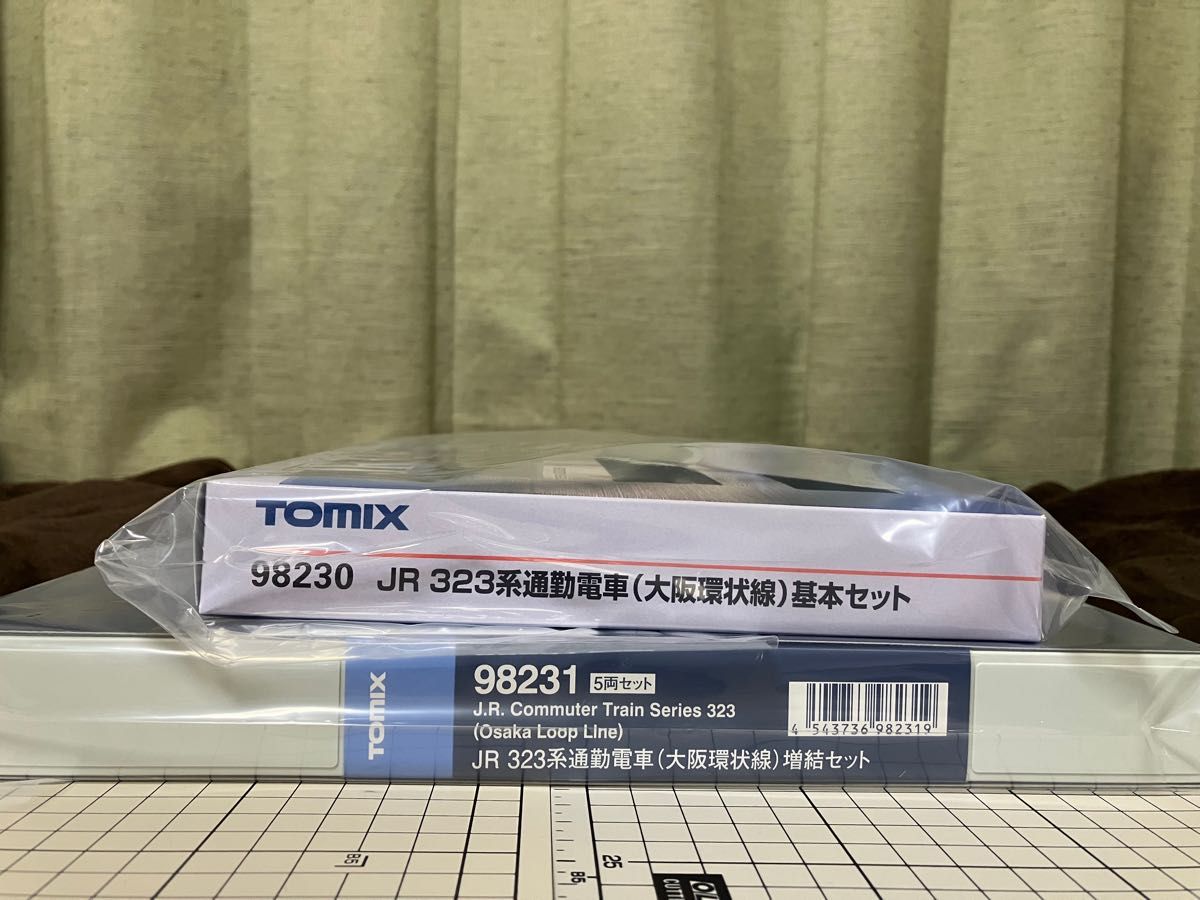 TOMIX
98230 JR 323系通勤電車(大阪環状線)基本セット
TOMIX
98231 5両セット
J.R. Commuter Train Series 323
(Osaka Loop Line)
JR 323系通勤電車(大阪環状線)増結セット
4 543736 982319
B5
25
B5